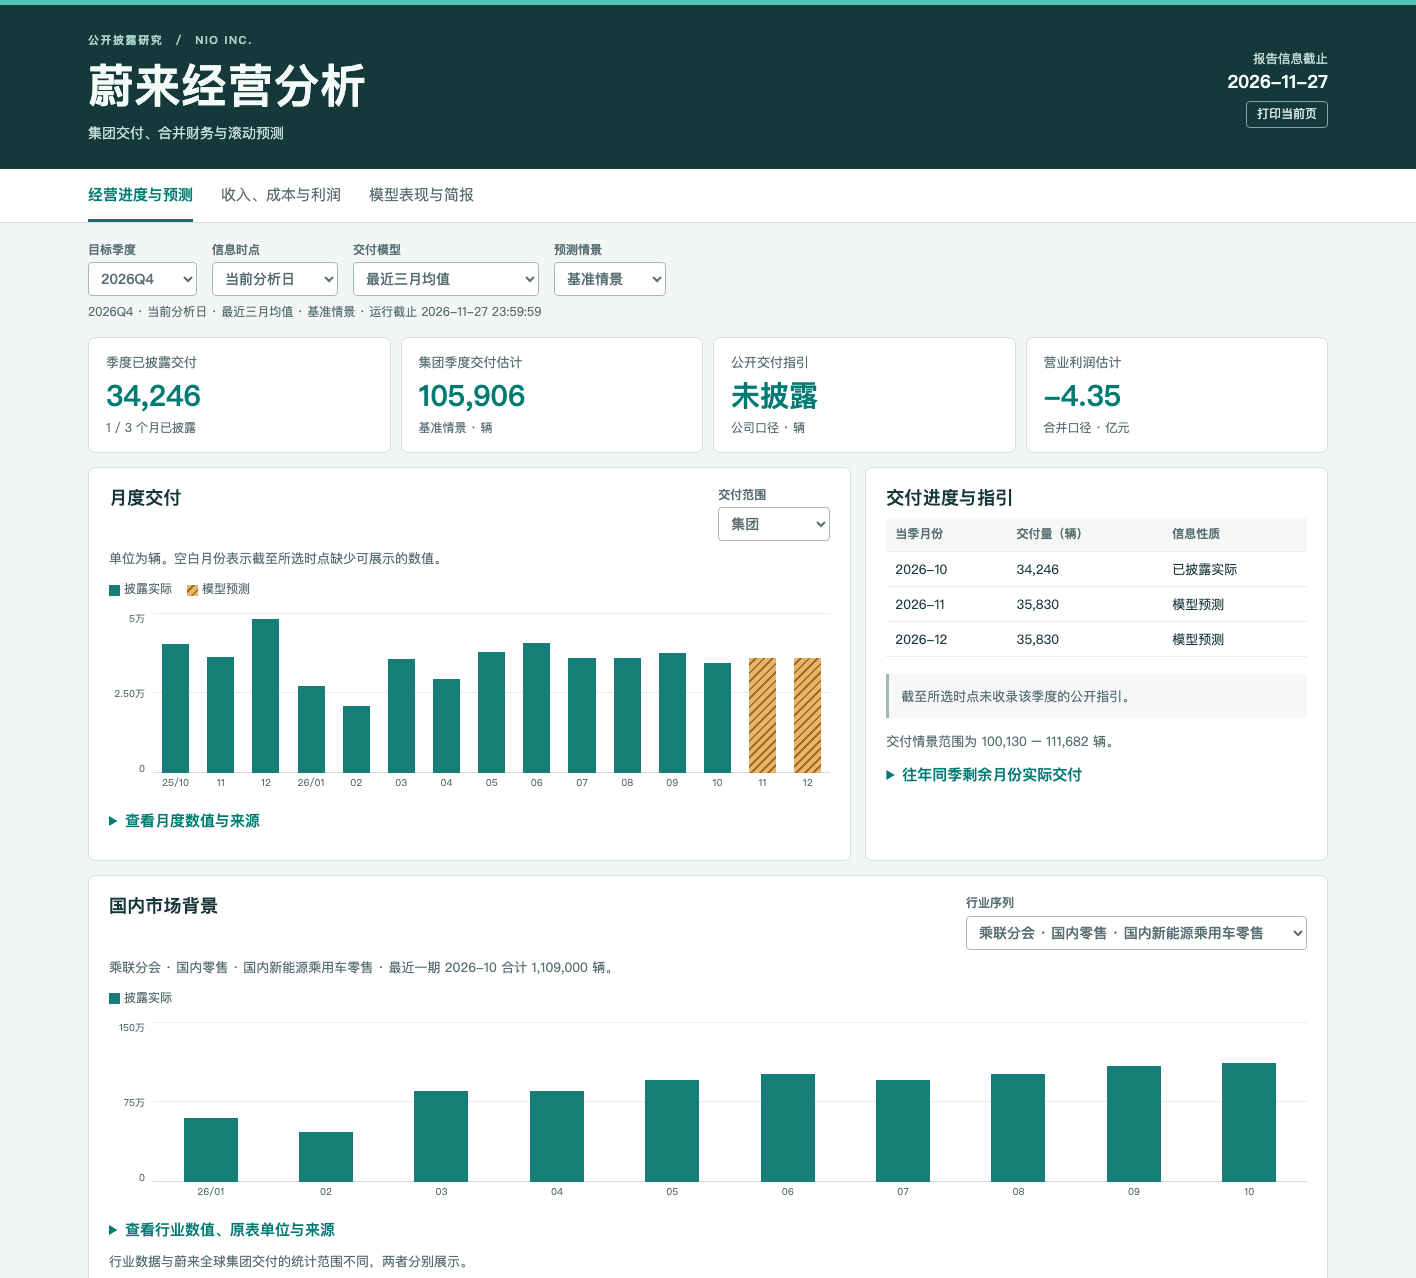 公开披露研究 / NIO INC.
蔚来经营分析
集团交付、合并财务与滚动预测
报告信息截止
2026-11-27
打印当前页
经营进度与预测 收入、成本与利润 模型表现与简报
目标季度 信息时点 交付模型 预测情景
2026Q4 当前分析日 最近三月均值 基准情景
2026Q4 · 当前分析日 · 最近三月均值 · 基准情景 · 运行截止 2026-11-27 23:59:59
季度已披露交付
34,246
1 / 3 个月已披露
集团季度交付估计
105,906
基准情景 · 辆
公开交付指引
未披露
公司口径 · 辆
营业利润估计
-4.35
合并口径 · 亿元
月度交付
交付范围
集团
单位为辆。空白月份表示截至所选时点缺少可展示的数值。
披露实际 模型预测
5万
2.50万
0
25/10 11 12 26/01 02 03 04 05 06 07 08 09 10 11 12
查看月度数值与来源
交付进度与指引
当季月份 交付量（辆） 信息性质
2026-10 34,246 已披露实际
2026-11 35,830 模型预测
2026-12 35,830 模型预测
截至所选时点未收录该季度的公开指引。
交付情景范围为 100,130 — 111,682 辆。
往年同季剩余月份实际交付
国内市场背景
行业序列
乘联分会 · 国内零售 · 国内新能源乘用车零售
乘联分会 · 国内零售 · 国内新能源乘用车零售 · 最近一期 2026-10 合计 1,109,000 辆。
披露实际
150万
75万
0
26/01 02 03 04 05 06 07 08 09 10
查看行业数值、原表单位与来源
行业数据与蔚来全球集团交付的统计范围不同，两者分别展示。